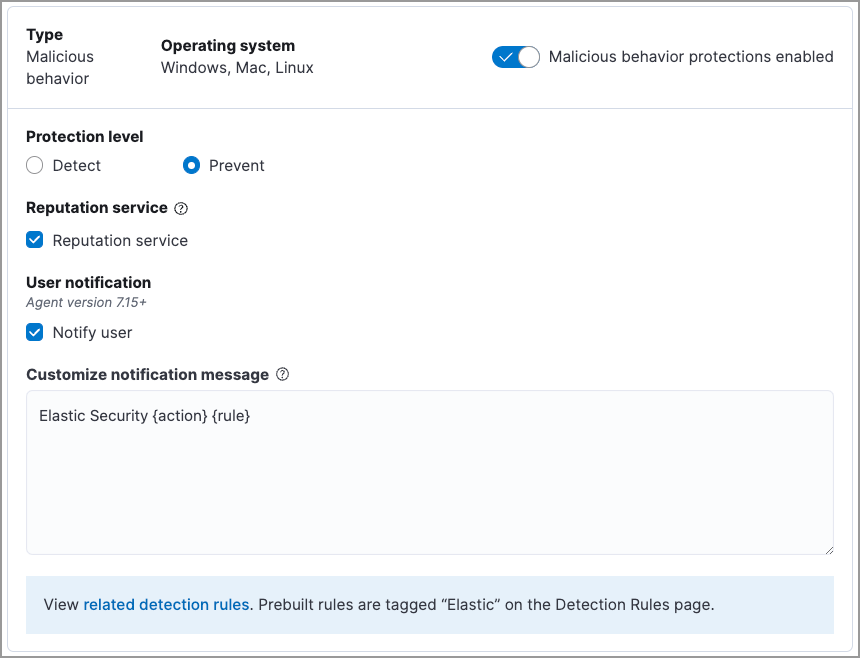 Type
Malicious
behavior
Operating system
Windows, Mac, Linux
Malicious behavior protections enabled
Protection level
Detect
Prevent
Reputation service
Reputation service
User notification
Agent version 7.15+
Notify user
Customize notification message
Elastic Security {action} {rule}
View related detection rules. Prebuilt rules are tagged “Elastic” on the Detection Rules page.